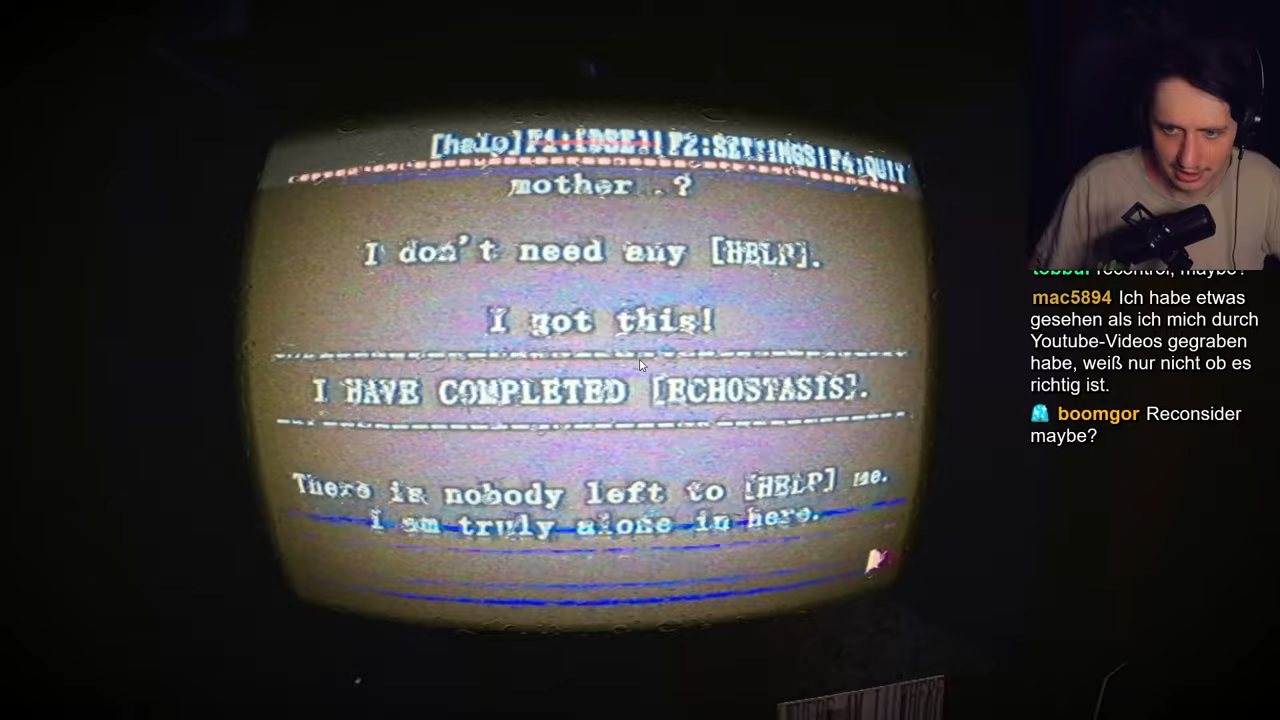 [help] F2:SETTINGS|F4:QUIT
mother ..?
I don't need any [HELP].
I got this!
I HAVE COMPLETED [ECHOSTASIS].
There is nobody left to [HELP] me.
I am truly alone in here.
recontrol, maybe?
mac5894 Ich habe etwas
gesehen als ich mich durch
Youtube-Videos gegraben
habe, weiß nur nicht ob es
richtig ist.
boomgor Reconsider
maybe?